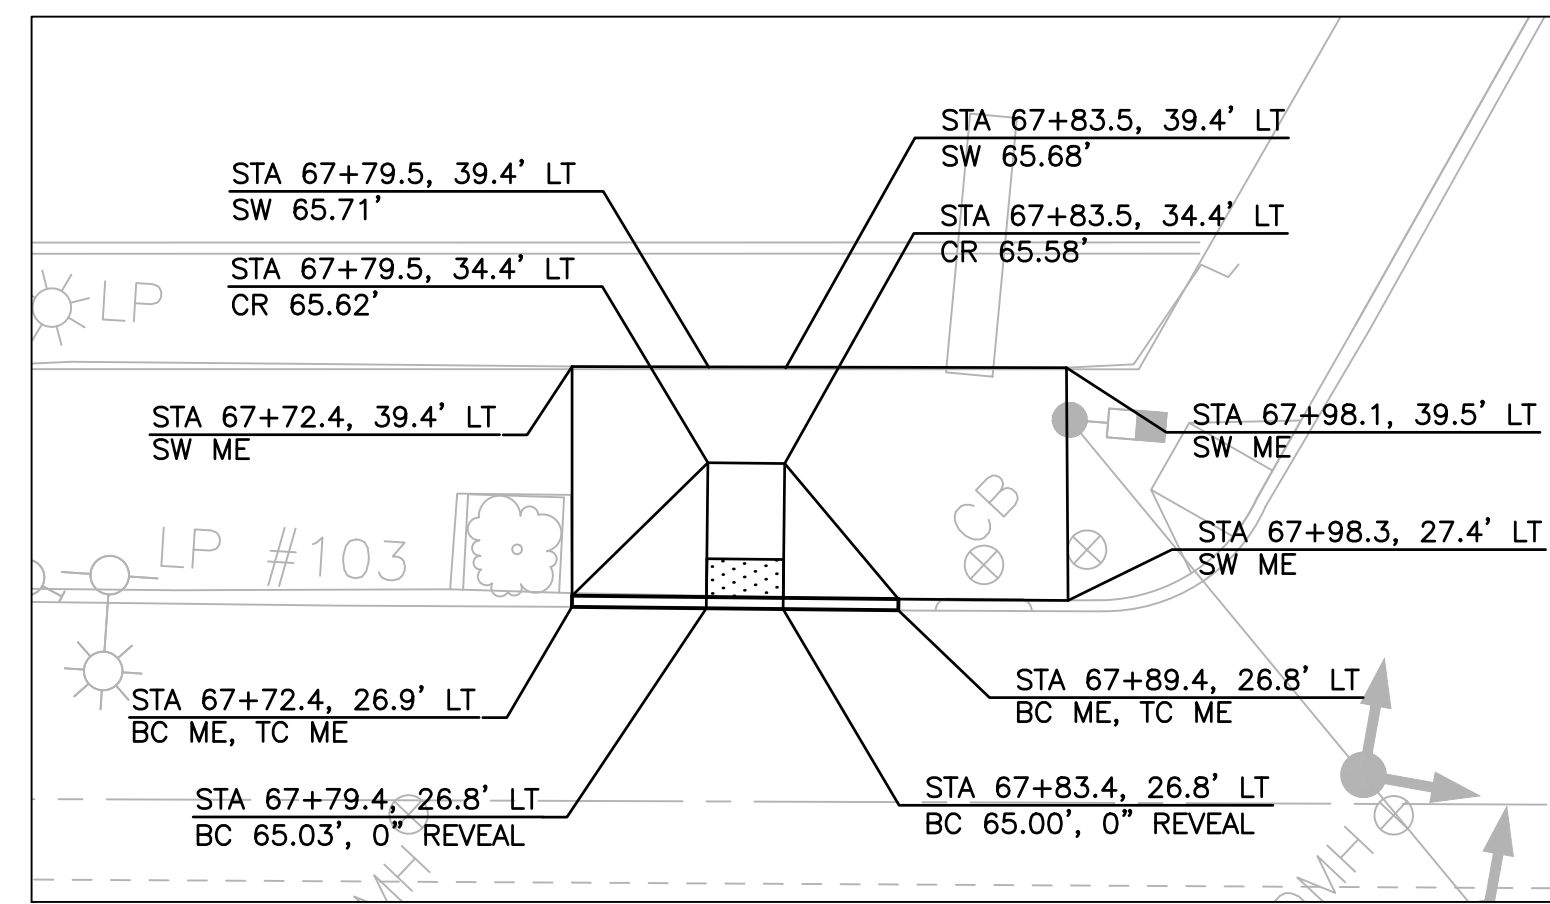 STA 67+83.5, 39.4' LT
SW 65.68'
STA 67+79.5, 39.4' LT
SW 65.71'
STA 67+83.5, 34.4' LT
CR 65.58'
STA 67+79.5, 34.4' LT
CR 65.62'
LP
STA 67+72.4, 39.4' LT
SW ME
STA 67+98.1, 39.5' LT
SW ME
CB
LP #103
STA 67+98.3, 27.4' LT
SW ME
STA 67+72.4, 26.9' LT
BC ME, TC ME
STA 67+89.4, 26.8' LT
BC ME, TC ME
STA 67+79.4, 26.8' LT
BC 65.03', 0" REVEAL
STA 67+83.4, 26.8' LT
BC 65.00', 0" REVEAL
MH
MH